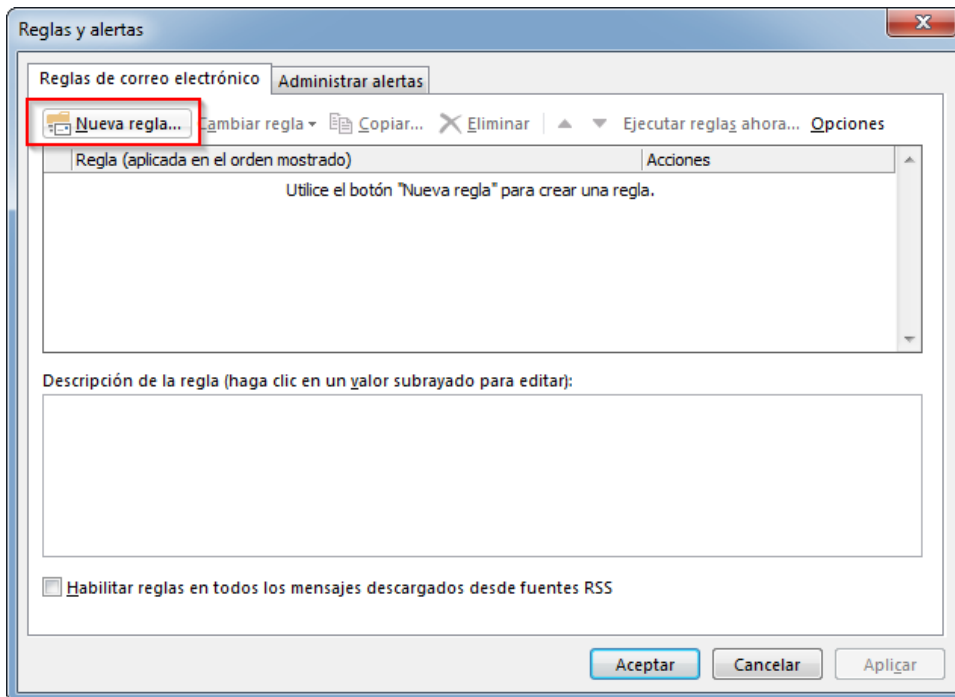 Reglas y alertas
Reglas de correo electrónico Administrar alertas
Nueva regla... Cambiar regla Copiar... Eliminar Ejecutar reglas ahora... Opciones
Regla (aplicada en el orden mostrado) Acciones
Utilice el botón "Nueva regla" para crear una regla.
Descripción de la regla (haga clic en un valor subrayado para editar):
Habilitar reglas en todos los mensajes descargados desde fuentes RSS
Aceptar Cancelar Aplicar